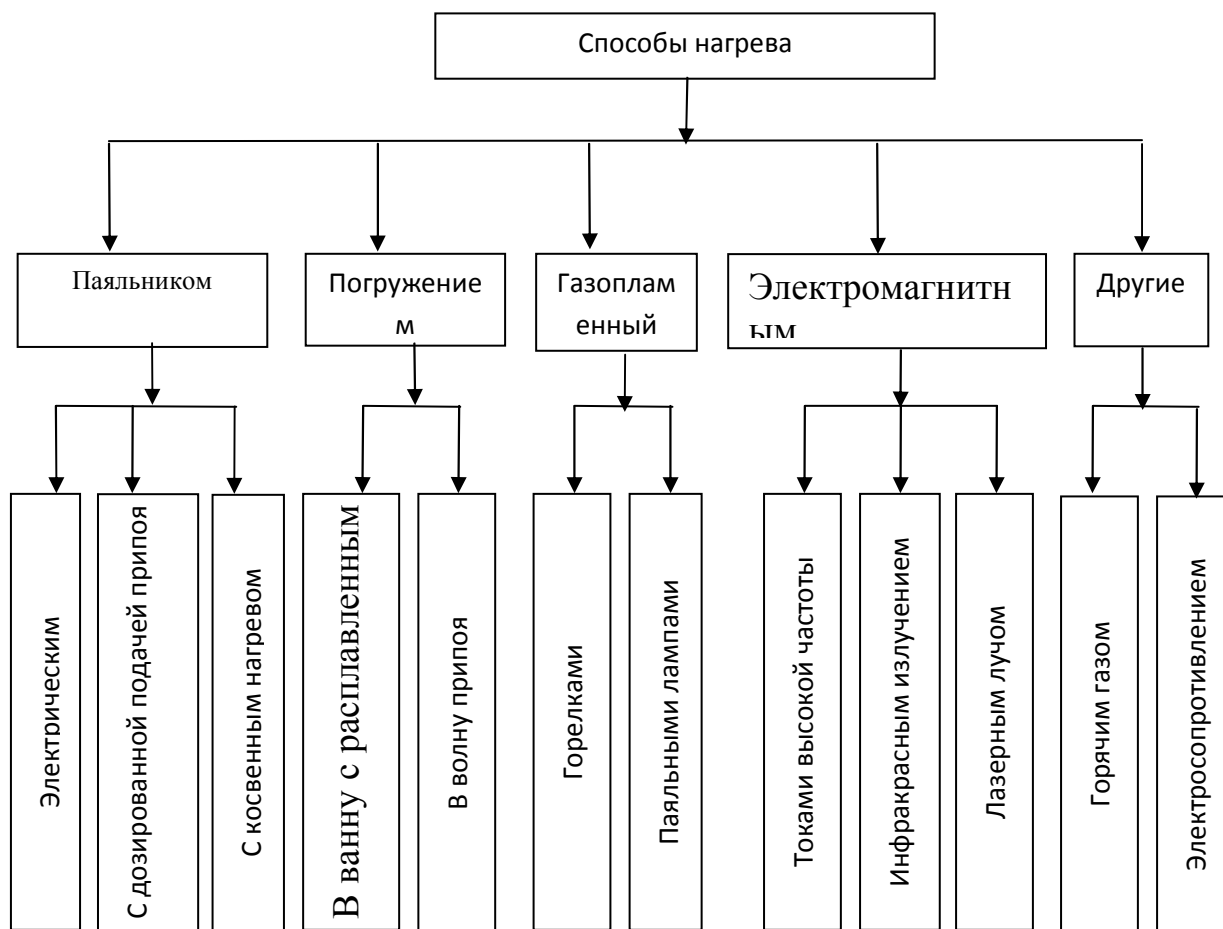 Способы нагрева
Паяльником
Погружение
м
Газоплам
енный
Электромагнитн
ым
Другие
Электрическим
С дозированной подачей припоя
С косвенным нагревом
В ванну с расплавленным
В волну припоя
Горелками
Паяльными лампами
Токами высокой частоты
Инфракрасным излучением
Лазерным лучом
Горячим газом
Электросопротивлением